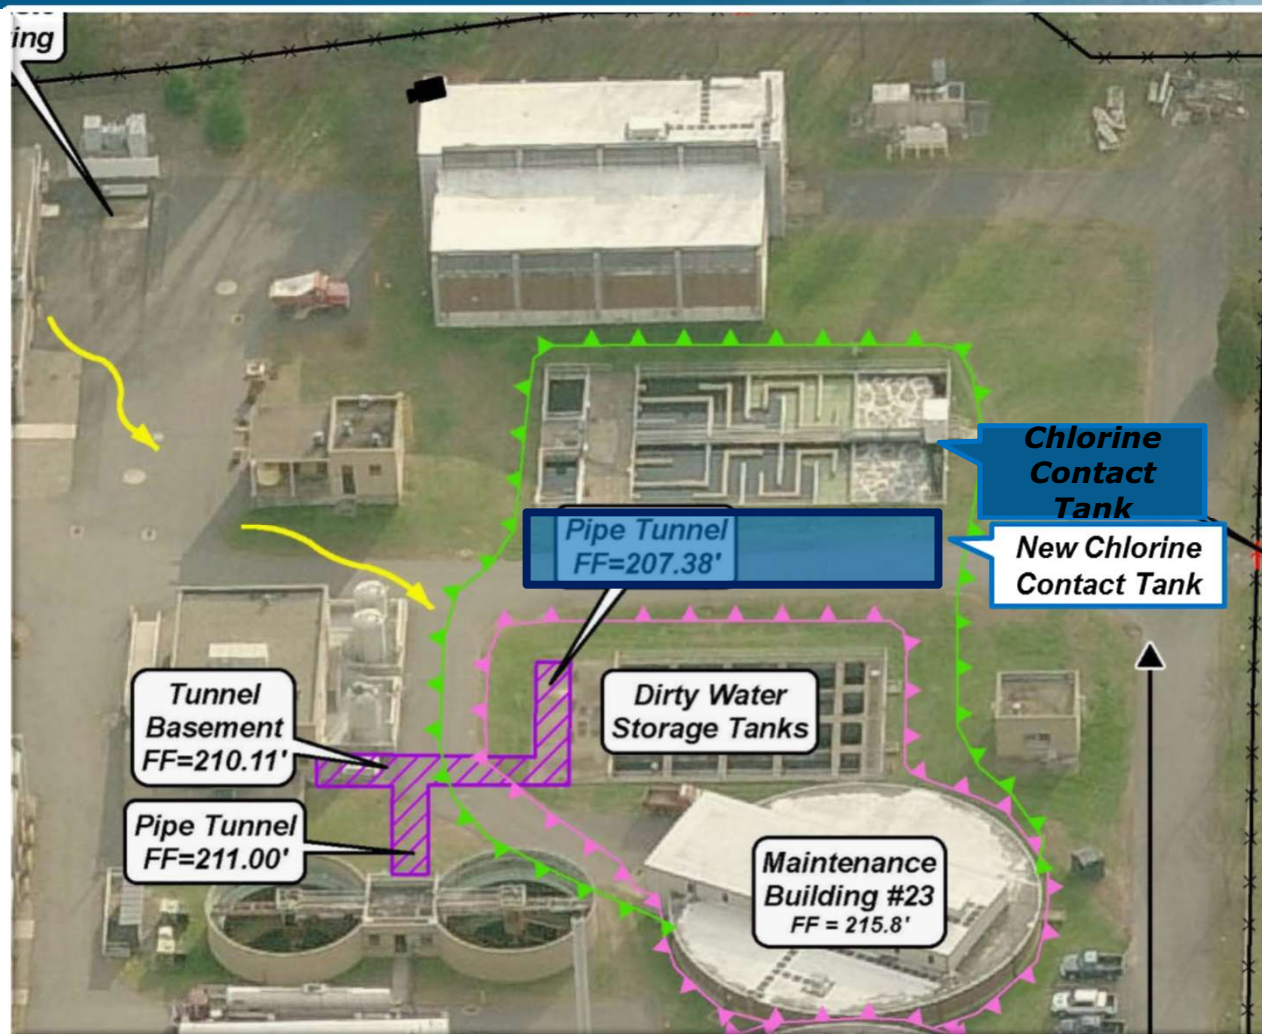 ing
Chlorine
Contact
Tank
Pipe Tunnel
FF=207.38'
New Chlorine
Contact Tank
Tunnel
Basement
FF=210.11'
Dirty Water
Storage Tanks
Pipe Tunnel
FF=211.00'
Maintenance
Building #23
FF = 215.8'